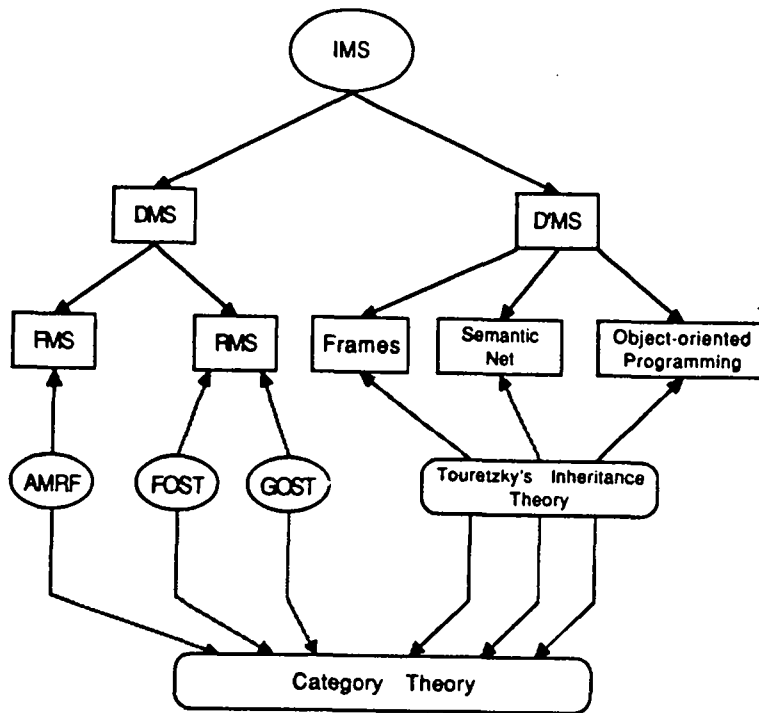 IMS
DMS
D'MS
FMS
RMS
Frames
Semantic
Net
Object-oriented
Programming
AMRF
FOST
GOST
Touretzky's Inheritance
Theory
Category Theory